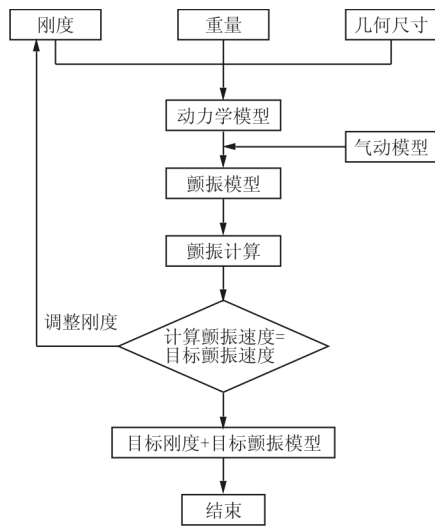 刚度
重量
几何尺寸
动力学模型
气动模型
颤振模型
颤振计算
调整刚度
计算颤振速度=
目标颤振速度
目标刚度+目标颤振模型
结束